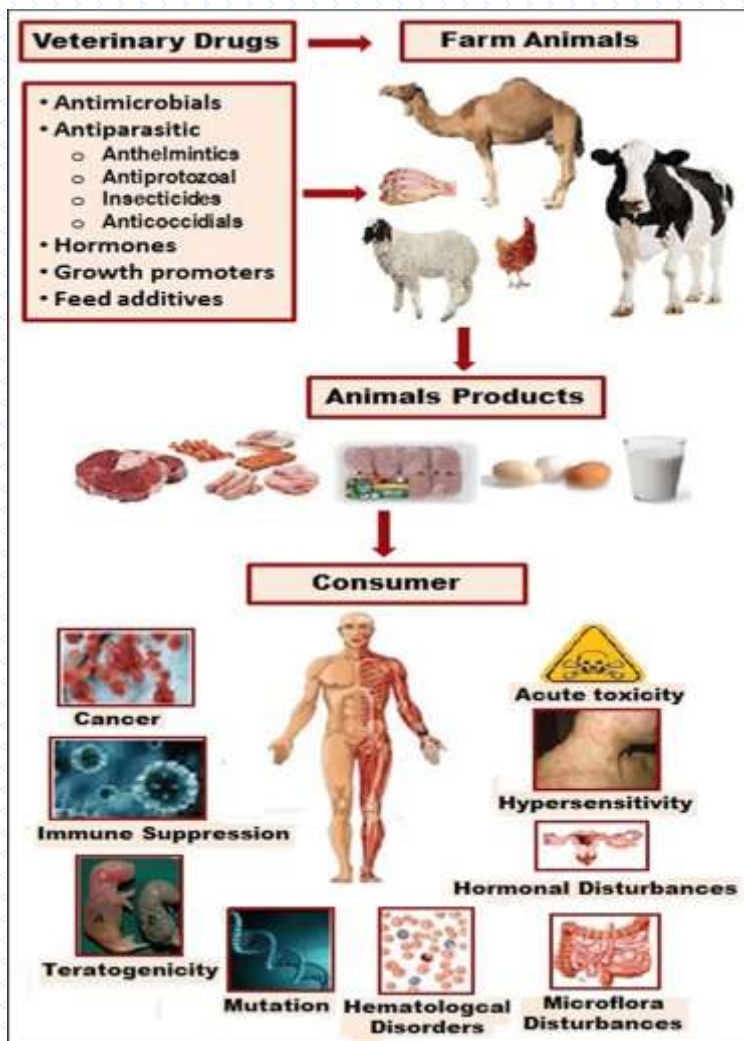 Veterinary Drugs
Farm Animals
• Antimicrobials
• Antiparasitic
o Anthelmintics
o Antiprotozoal
o Insecticides
o Anticoccidials
• Hormones
• Growth promoters
• Feed additives
Animals Products
Consumer
Cancer
Immune Suppression
Teratogenicity
Mutation
Hematologcal
Disorders
Acute toxicity
Hypersensitivity
Hormonal Disturbances
Microflora
Disturbances